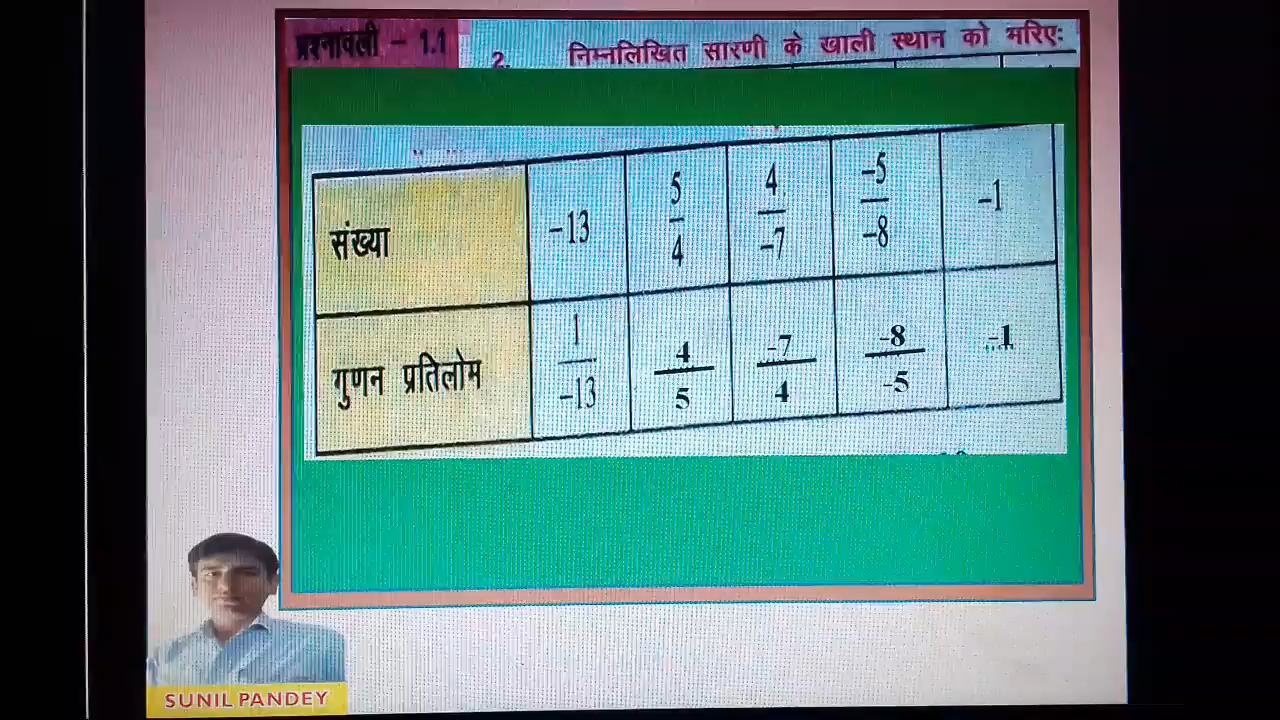 प्रश्नावली - 1.1
2. निम्नलिखित सारणी के खाली स्थान को भरिए:
संख्या -13 5/4 4/-7 -5/-8 -1
गुणन प्रतिलोम 1/-13 4/5 -7/4 -8/-5 -1
SUNIL PANDEY